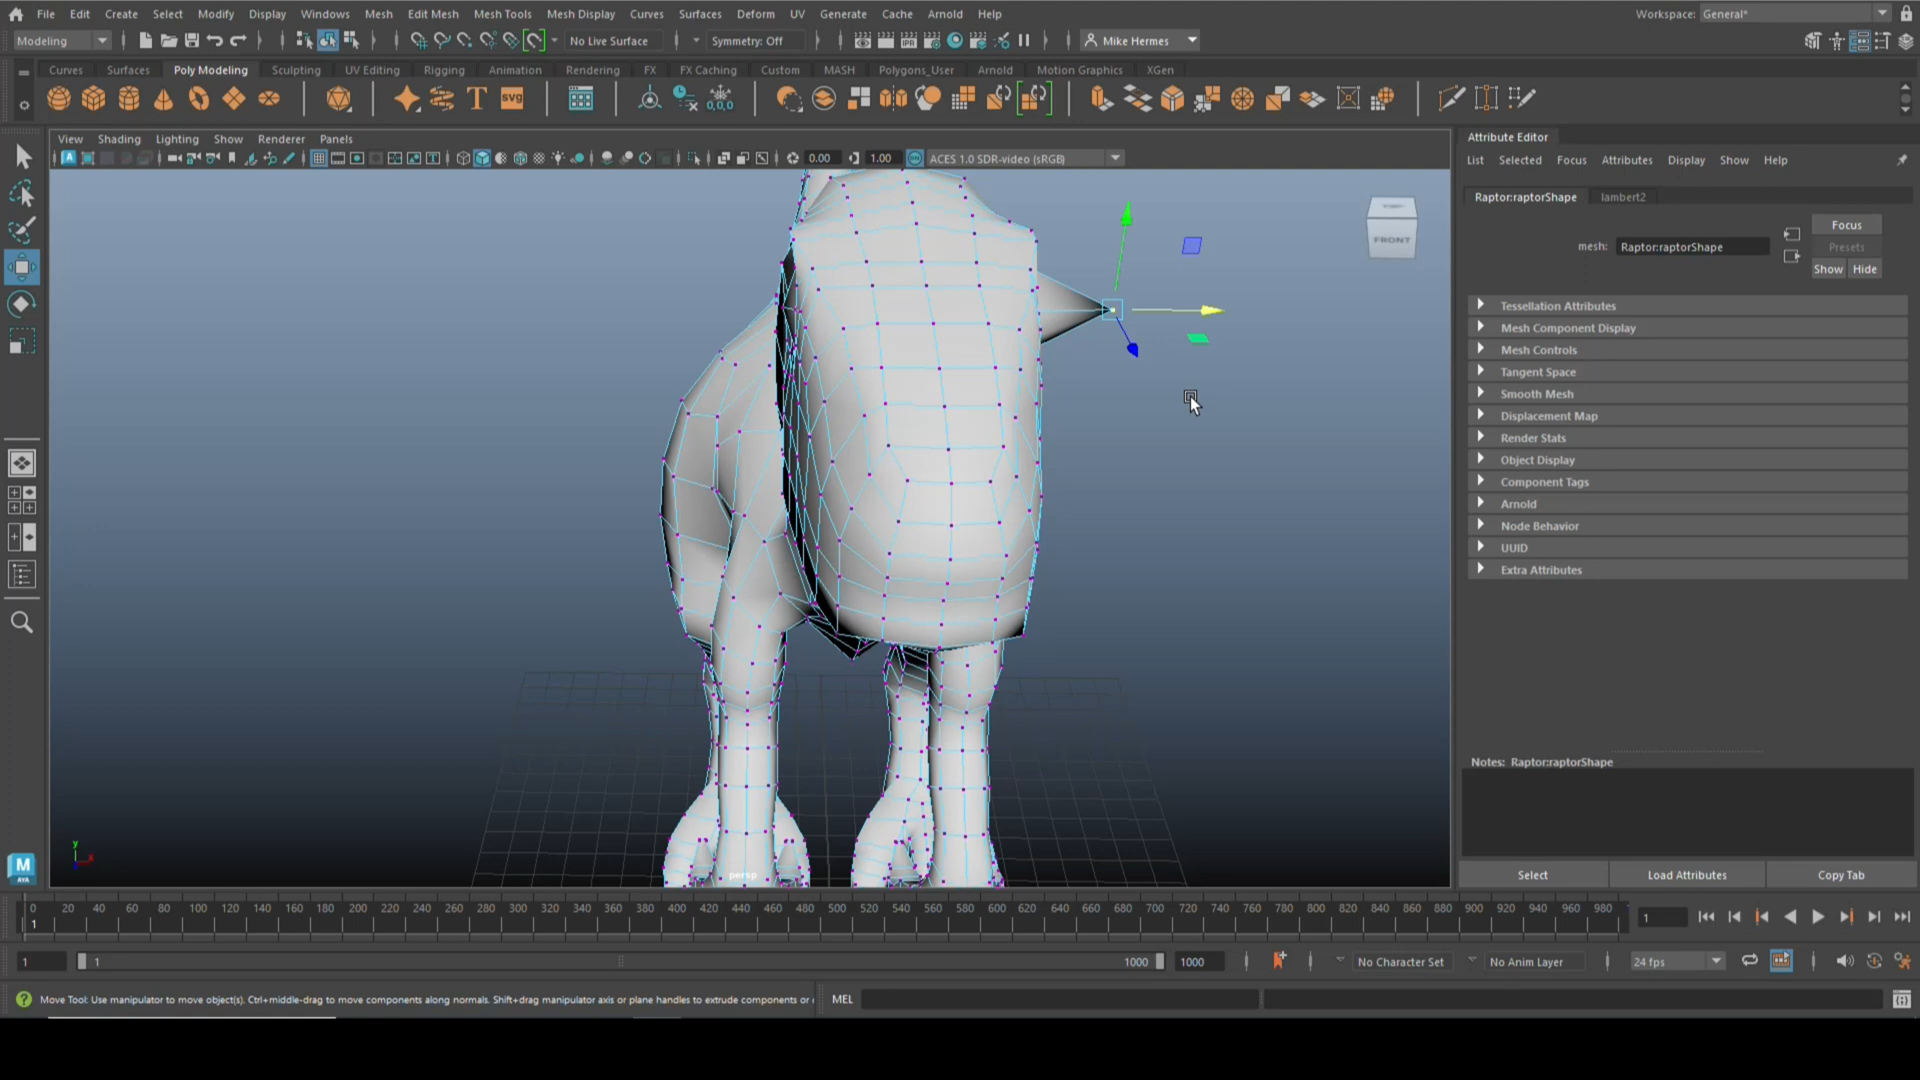 File Edit Create Select Modify Display Windows Mesh Edit Mesh Mesh Tools Mesh Display Curves Surfaces Deform UV Generate Cache Arnold Help Workspace: General*
Modeling No Live Surface Symmetry: Off Mike Hermes
Curves Surfaces Poly Modeling Sculpting UV Editing Rigging Animation Rendering FX FX Caching Custom MASH Polygons_User Arnold Motion Graphics XGen
T svg 0,0,0
View Shading Lighting Show Renderer Panels
0.00 1.00 ACES 1.0 SDR-video (sRGB)
Attribute Editor
List Selected Focus Attributes Display Show Help
Raptor:raptorShape lambert2
Focus
mesh: Raptor:raptorShape
Presets
Show Hide
FRONT
Tessellation Attributes
Mesh Component Display
Mesh Controls
Tangent Space
Smooth Mesh
Displacement Map
Render Stats
Object Display
Component Tags
Arnold
Node Behavior
UUID
Extra Attributes
Notes: Raptor:raptorShape
y
x
persp
M
AYA
Select Load Attributes Copy Tab
0 20 40 60 80 100 120 140 160 180 200 220 240 260 280 300 320 340 360 380 400 420 440 460 480 500 520 540 560 580 600 620 640 660 680 700 720 740 760 780 800 820 840 860 880 900 920 940 960 980
1 1
1 1 1000 1000 No Character Set No Anim Layer 24 fps
Move Tool: Use manipulator to move object(s). Ctrl+middle-drag to move components along normals. Shift+drag manipulator axis or plane handles to extrude components or MEL